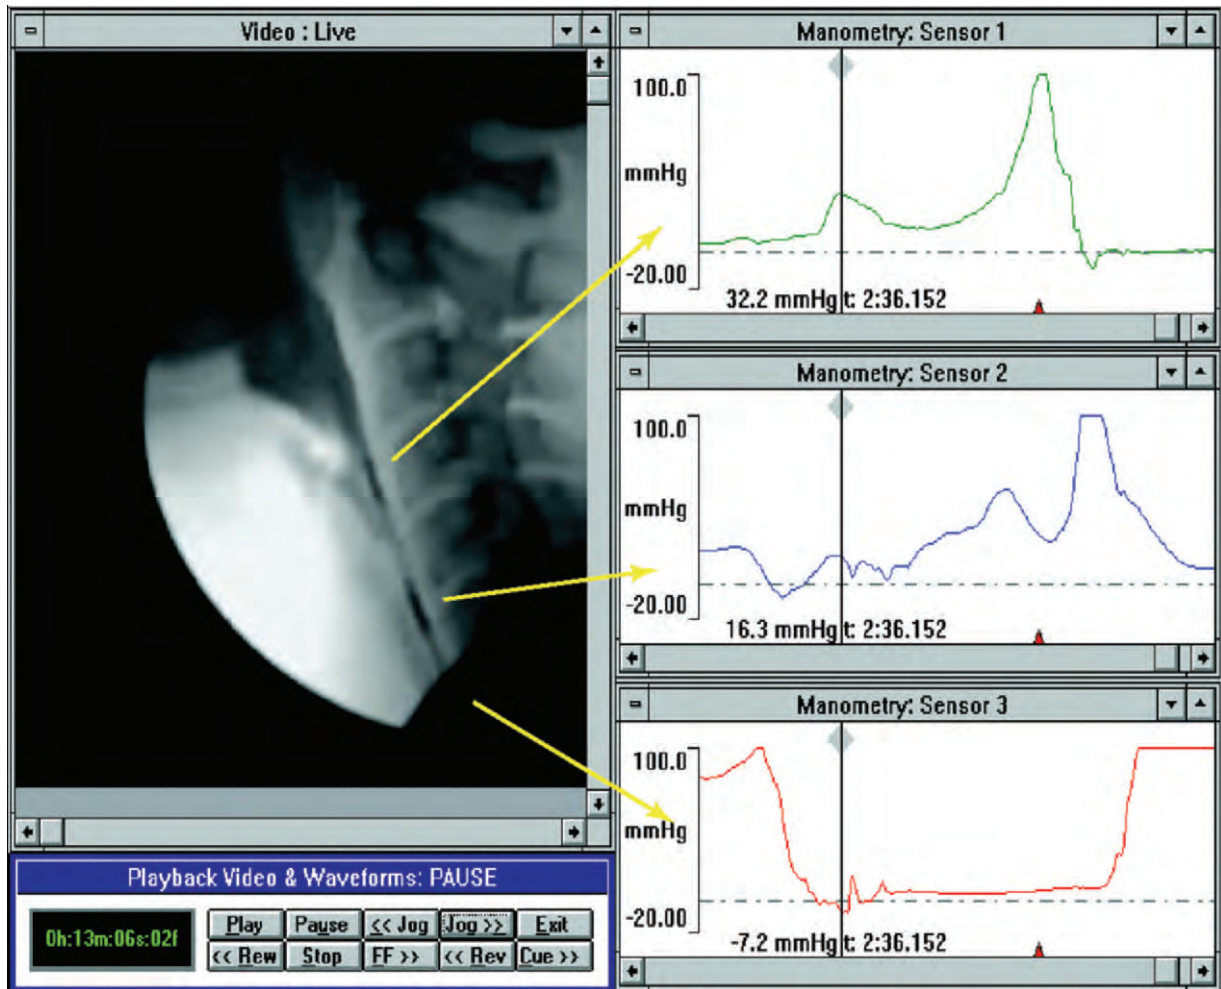 Video : Live
Manometry: Sensor 1
100.0
mmHg
-20.00
32.2 mmHg t: 2:36.152
Manometry: Sensor 2
100.0
mmHg
-20.00
16.3 mmHg t: 2:36.152
Manometry: Sensor 3
100.0
mmHg
-20.00
-7.2 mmHg t: 2:36.152
Playback Video & Waveforms: PAUSE
0h:13m:06s:02f
Play Pause << Jog Jog >> Exit
<< Rew Stop FF >> << Rev Cue >>